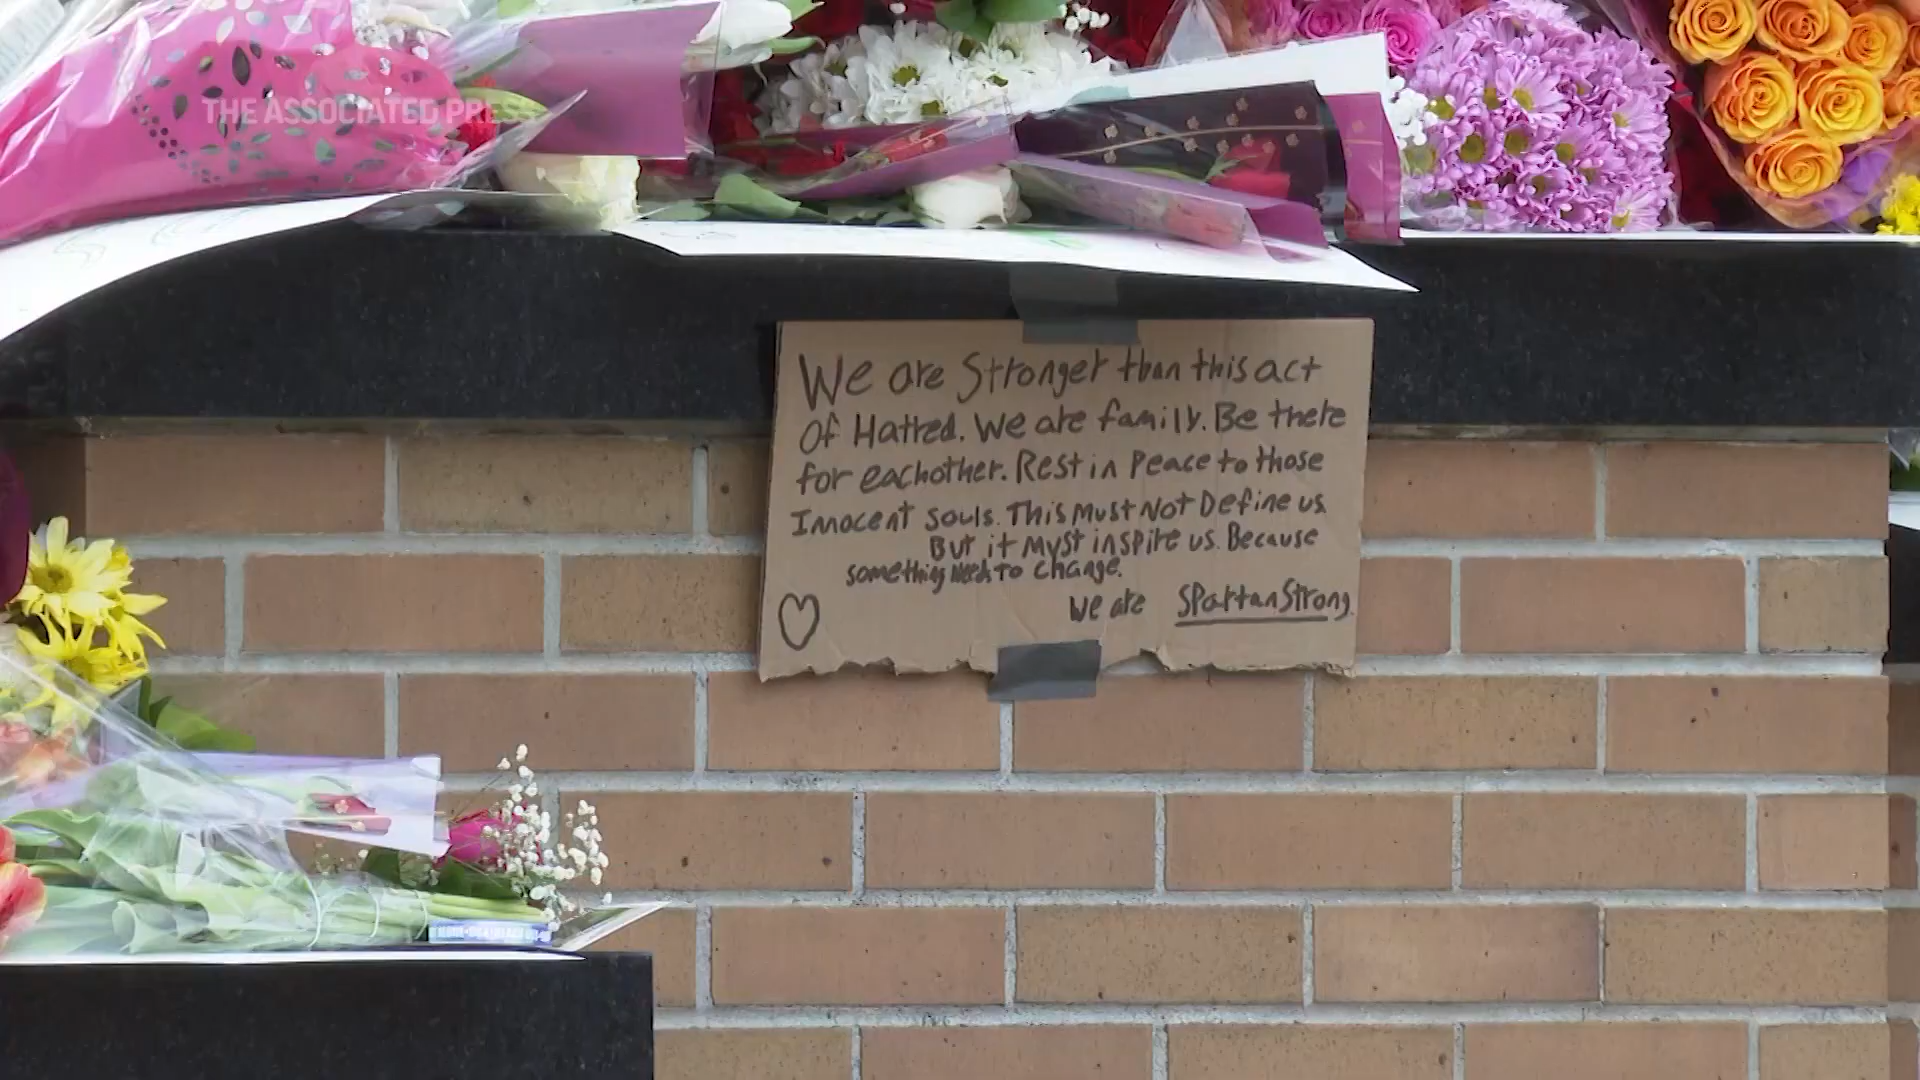 THE ASSOCIATED PRESS
We are Stronger than this act
Of Hatred. We are family. Be there
for eachother. Rest in Peace to those
Innocent souls. This Must Not Define us.
But it must inspire us. Because
something needs to change.
We are SpartanStrong.